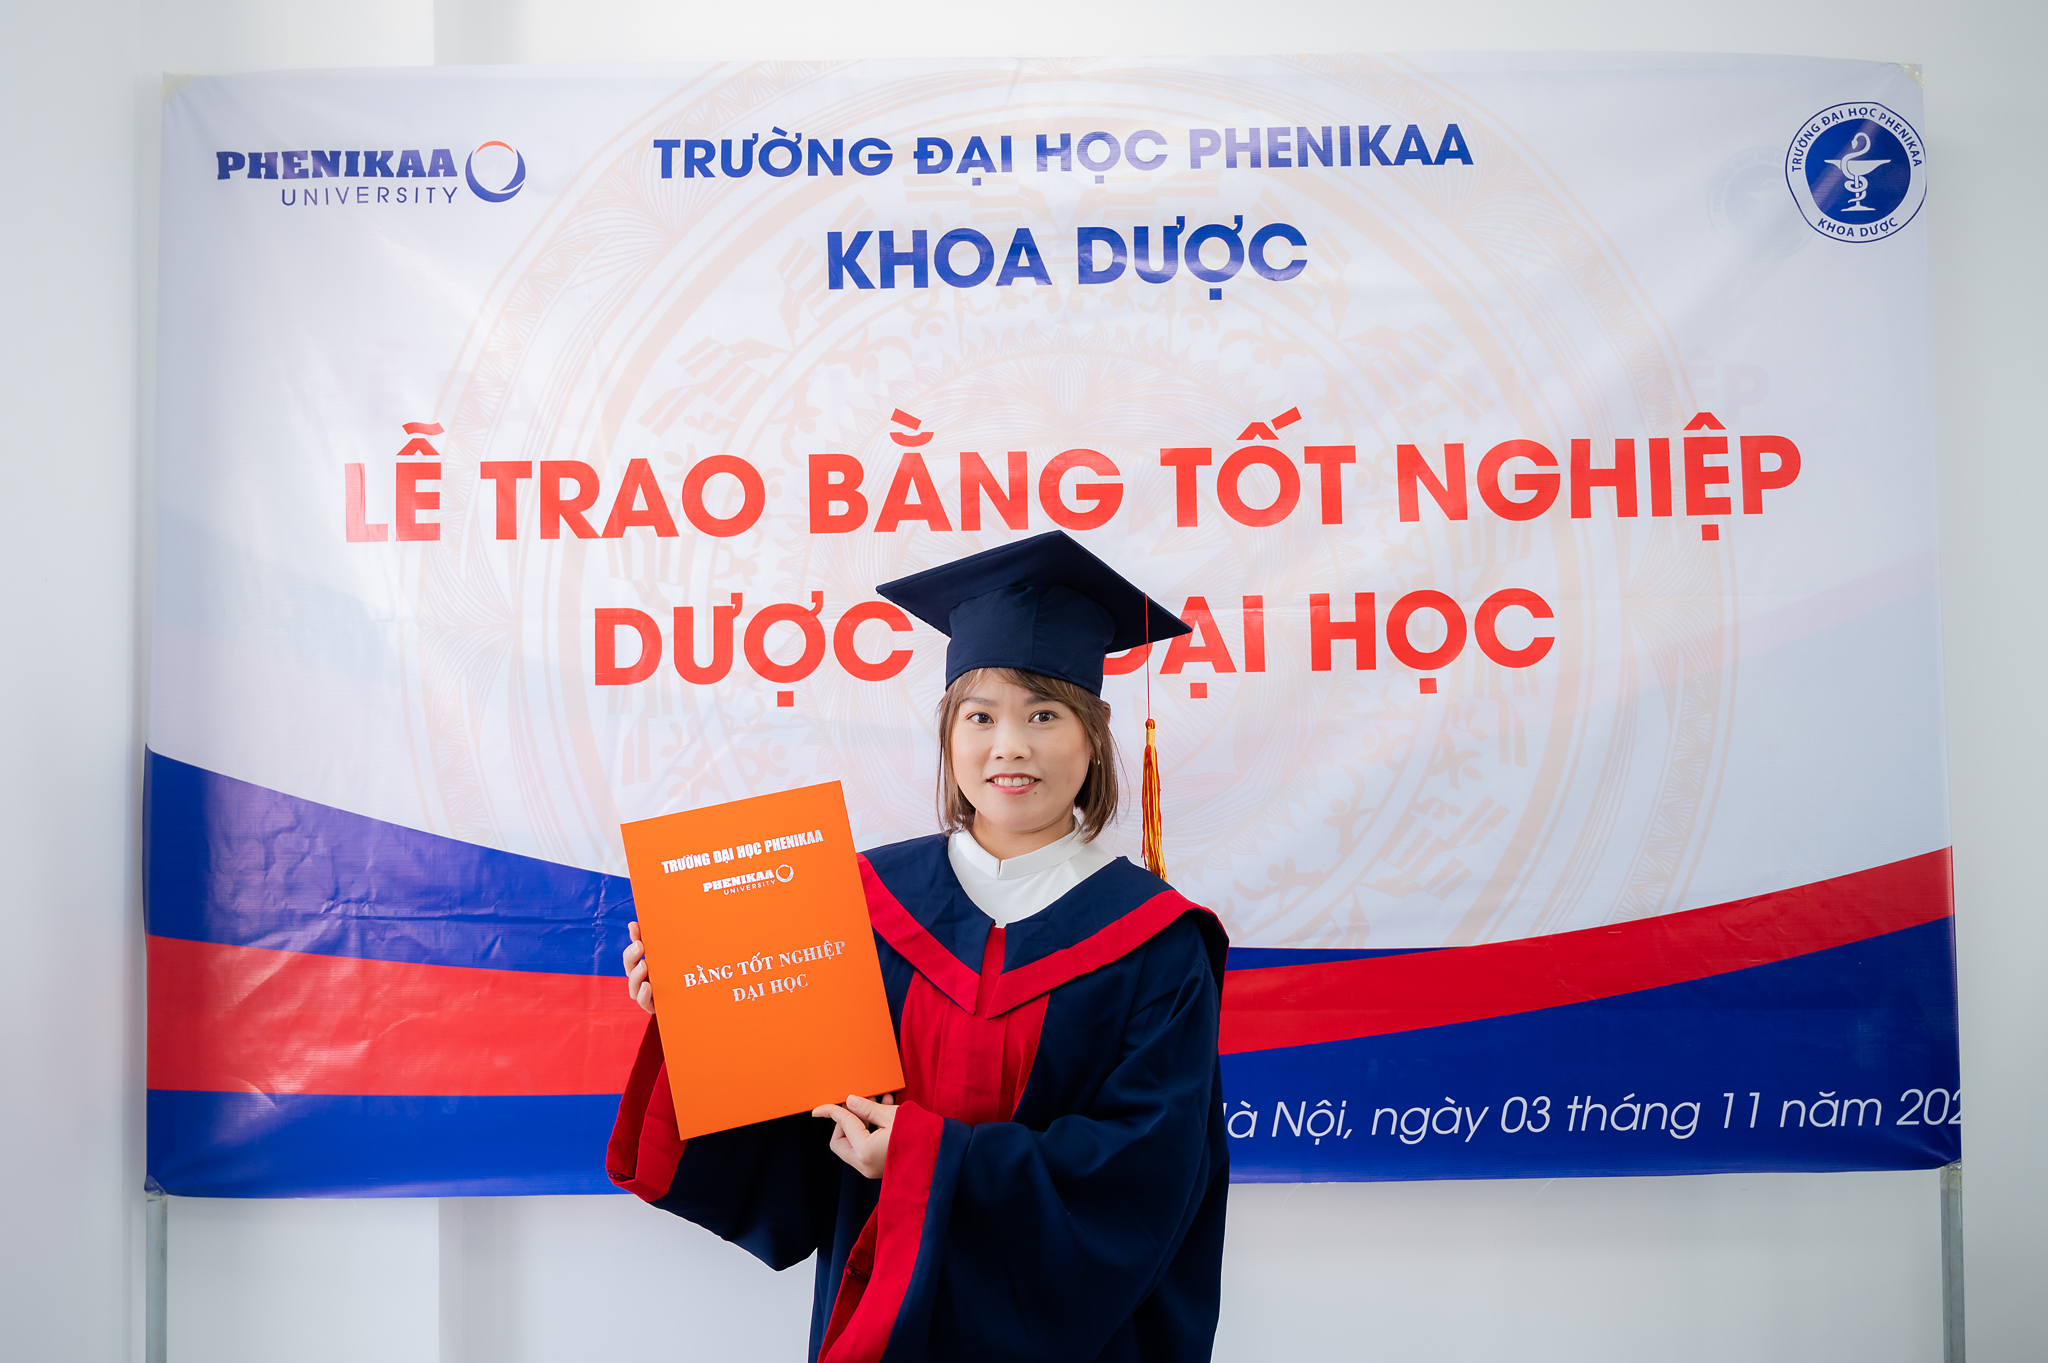 PHENIKAA
UNIVERSITY
TRƯỜNG ĐẠI HỌC PHENIKAA
KHOA DƯỢC
TRƯỜNG ĐẠI HỌC PHENIKAA
KHOA DƯỢC
LỄ TRAO BẰNG TỐT NGHIỆP
DƯỢC ĐẠI HỌC
TRƯỜNG ĐẠI HỌC PHENIKAA
PHENIKAA
UNIVERSITY
BẰNG TỐT NGHIỆP
ĐẠI HỌC
Hà Nội, ngày 03 tháng 11 năm